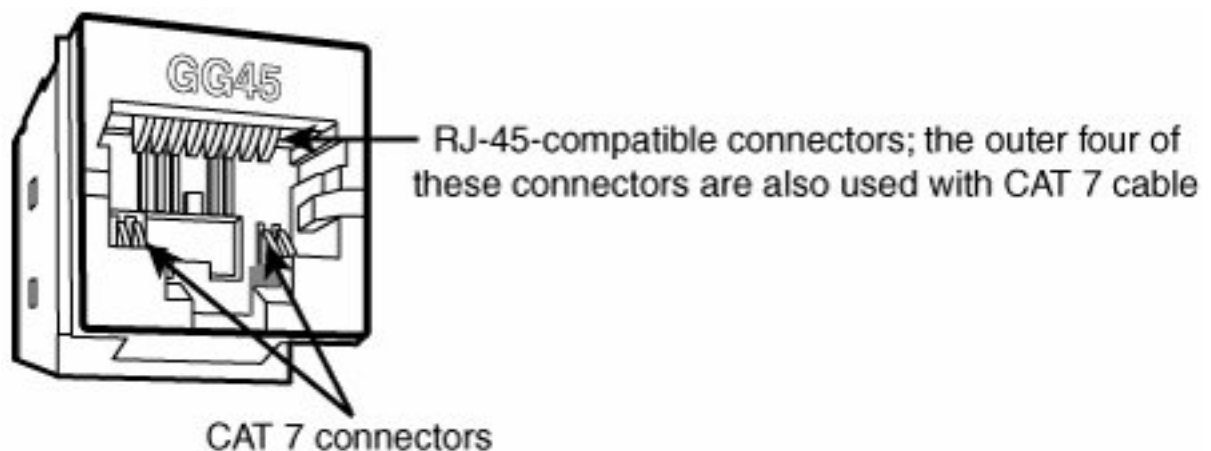 GG45
RJ-45-compatible connectors; the outer four of
these connectors are also used with CAT 7 cable
CAT 7 connectors